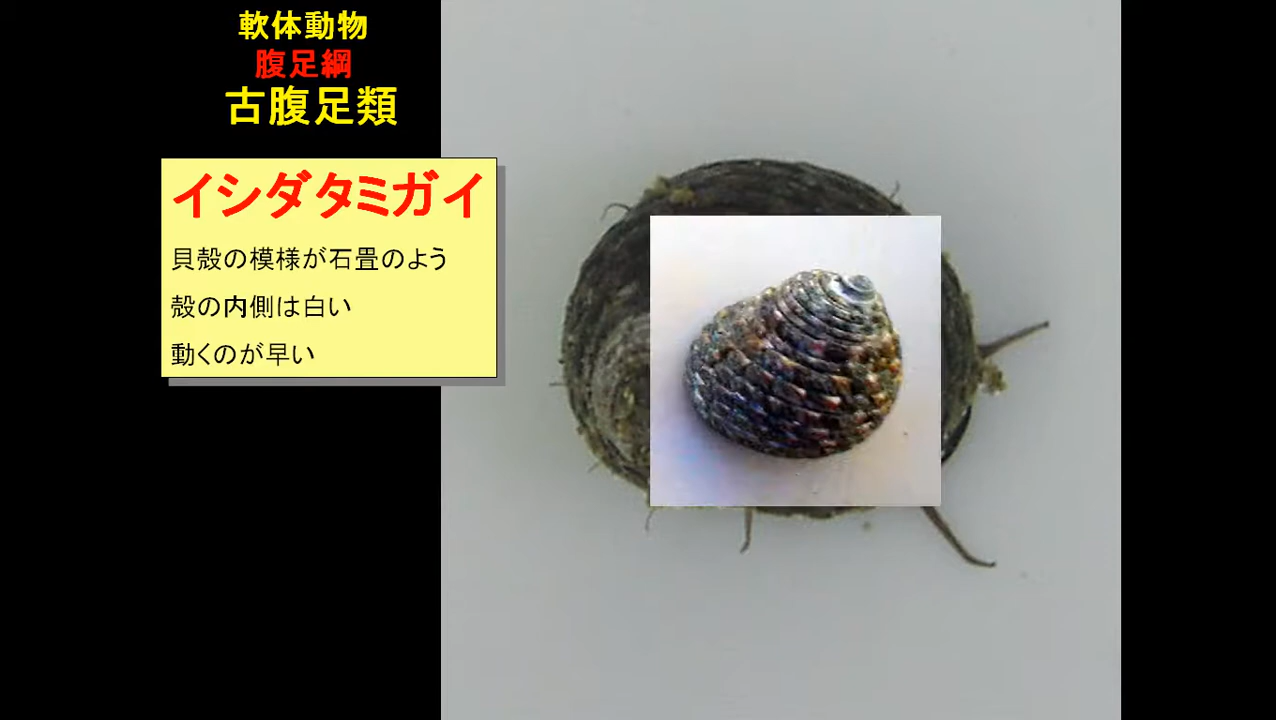 軟体動物
腹足綱
古腹足類
イシダタミガイ
貝殻の模様が石畳のよう
殻の内側は白い
動くのが早い